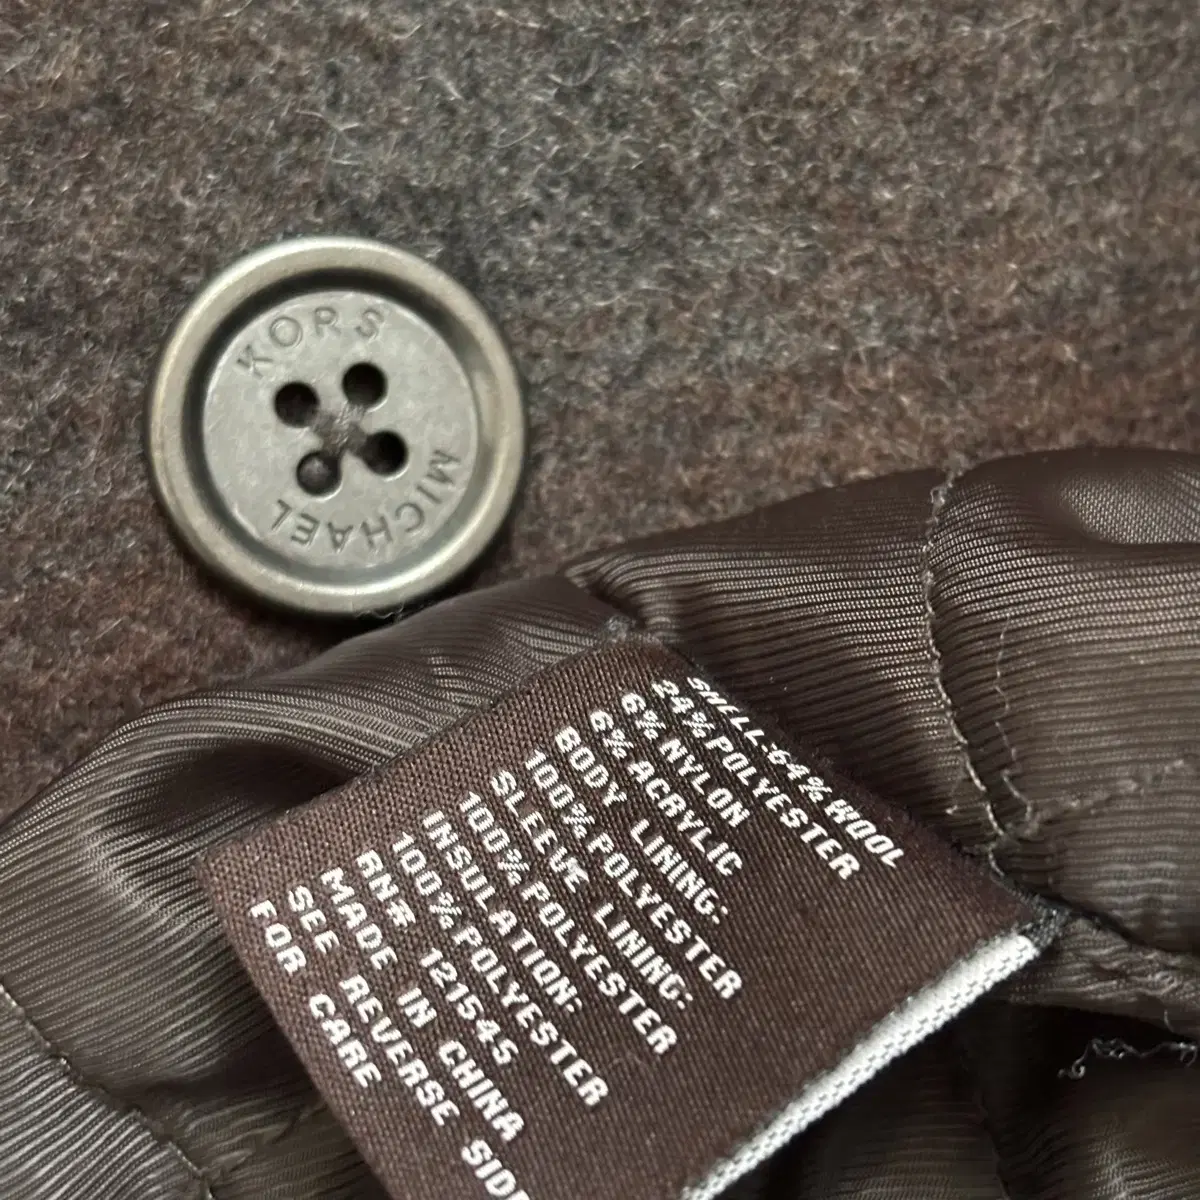 KORS
MICHAEL
SHELL:64% WOOL
24% POLYESTER
6% NYLON
6% ACRYLIC
BODY LINING:
100% POLYESTER
SLEEVE LINING:
100% POLYESTER
INSULATION:
100% POLYESTER
RN# 121545
MADE IN CHINA
SEE REVERSE SIDE
FOR CARE